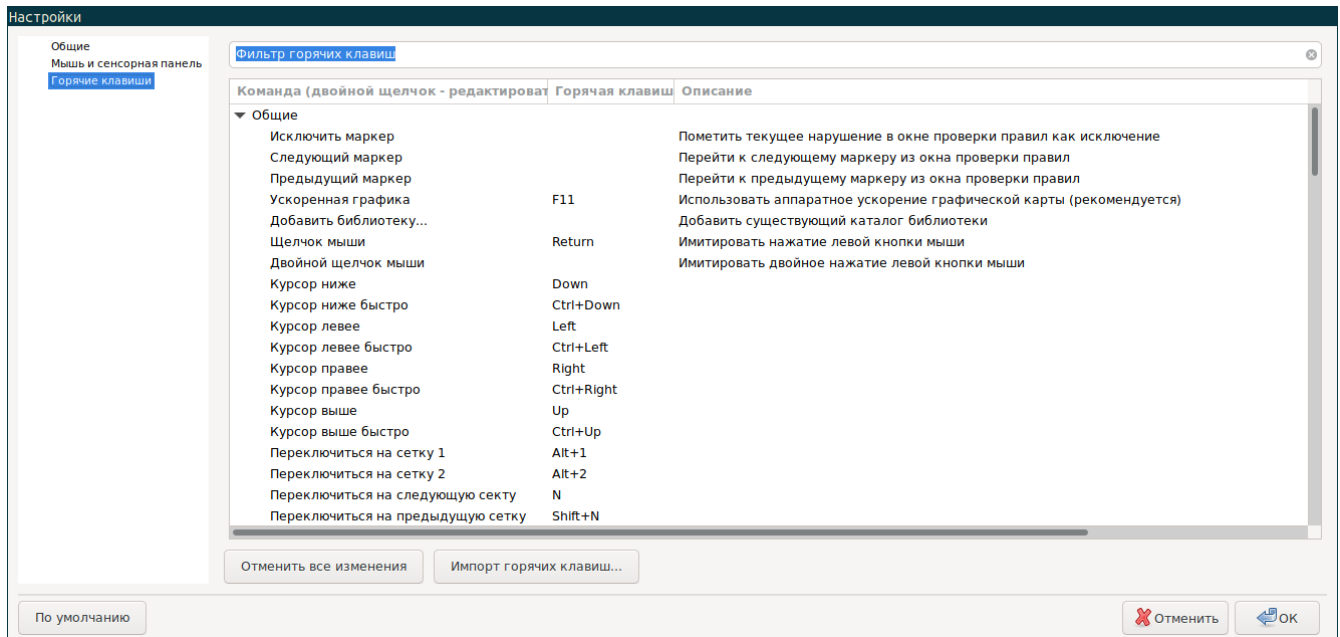 Настройки
Общие
Мышь и сенсорная панель
Горячие клавиши
Фильтр горячих клавиш
Команда (двойной щелчок - редактироват Горячая клавиш Описание
Общие
Исключить маркер Пометить текущее нарушение в окне проверки правил как исключение
Следующий маркер Перейти к следующему маркеру из окна проверки правил
Предыдущий маркер Перейти к предыдущему маркеру из окна проверки правил
Ускоренная графика F11 Использовать аппаратное ускорение графической карты (рекомендуется)
Добавить библиотеку... Добавить существующий каталог библиотеки
Щелчок мыши Return Имитировать нажатие левой кнопки мыши
Двойной щелчок мыши Имитировать двойное нажатие левой кнопки мыши
Курсор ниже Down
Курсор ниже быстро Ctrl+Down
Курсор левее Left
Курсор левее быстро Ctrl+Left
Курсор правее Right
Курсор правее быстро Ctrl+Right
Курсор выше Up
Курсор выше быстро Ctrl+Up
Переключиться на сетку 1 Alt+1
Переключиться на сетку 2 Alt+2
Переключиться на следующую секту N
Переключиться на предыдущую сетку Shift+N
Отменить все изменения Импорт горячих клавиш...
По умолчанию Отменить ОК